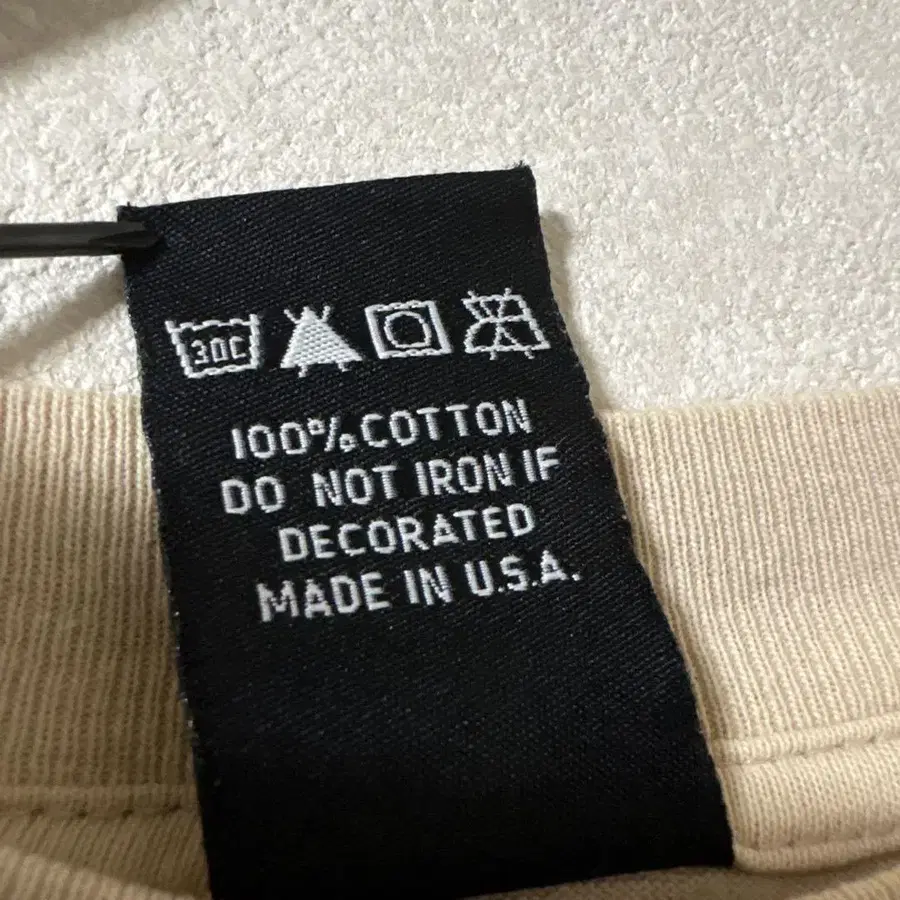 30C
100% COTTON
DO NOT IRON IF
DECORATED
MADE IN U.S.A.